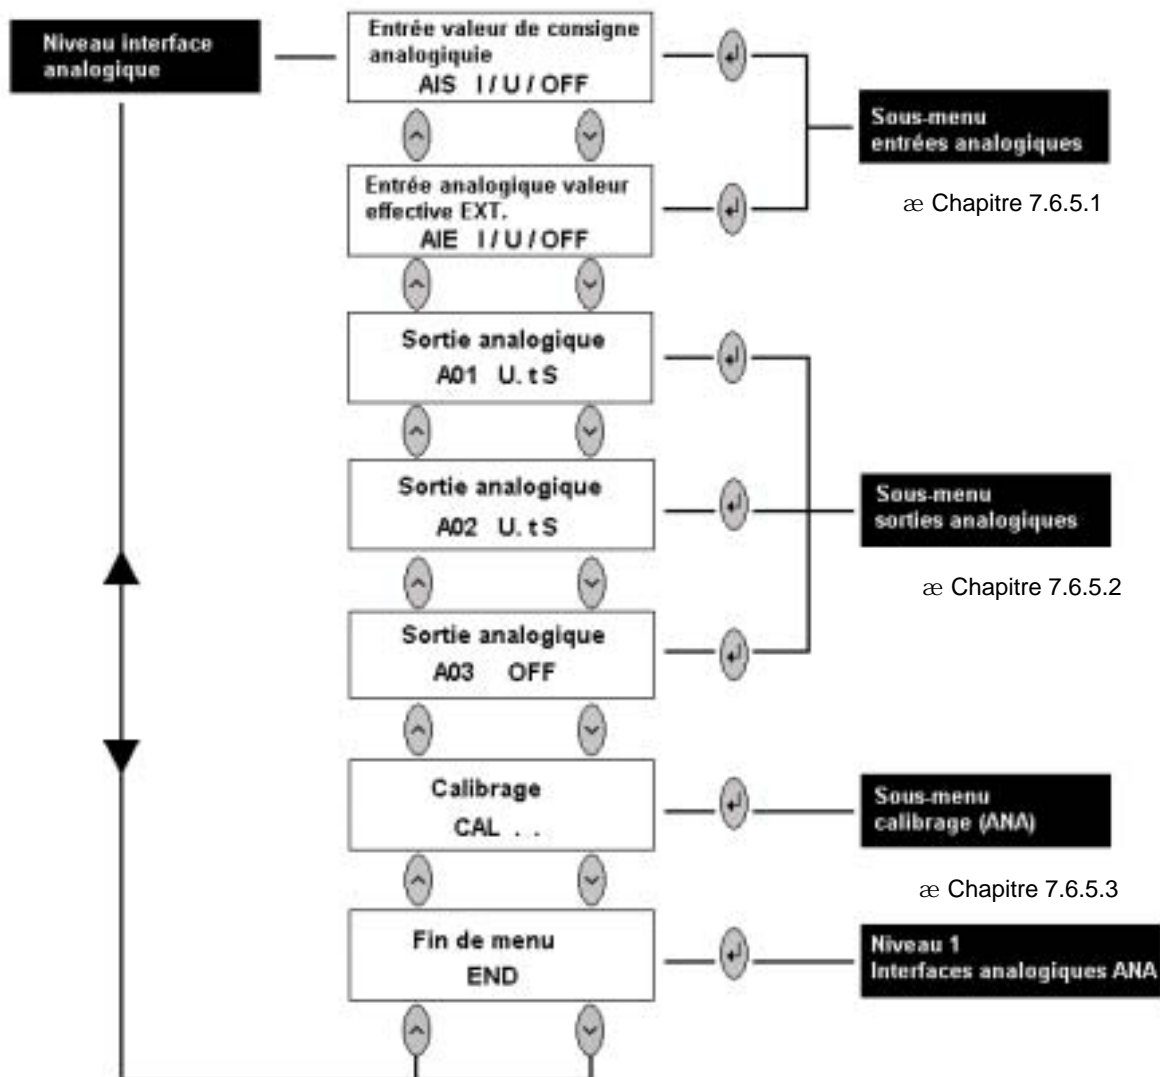 Niveau interface
analogique
Entrée valeur de consigne
analogiquie
AIS I / U / OFF
Sous-menu
entrées analogiques
æ Chapitre 7.6.5.1
Entrée analogique valeur
effective EXT.
AIE I / U / OFF
Sortie analogique
A01 U. t S
Sortie analogique
A02 U. t S
Sous-menu
sorties analogiques
æ Chapitre 7.6.5.2
Sortie analogique
A03 OFF
Calibrage
CAL . .
Sous-menu
calibrage (ANA)
æ Chapitre 7.6.5.3
Fin de menu
END
Niveau 1
Interfaces analogiques ANA